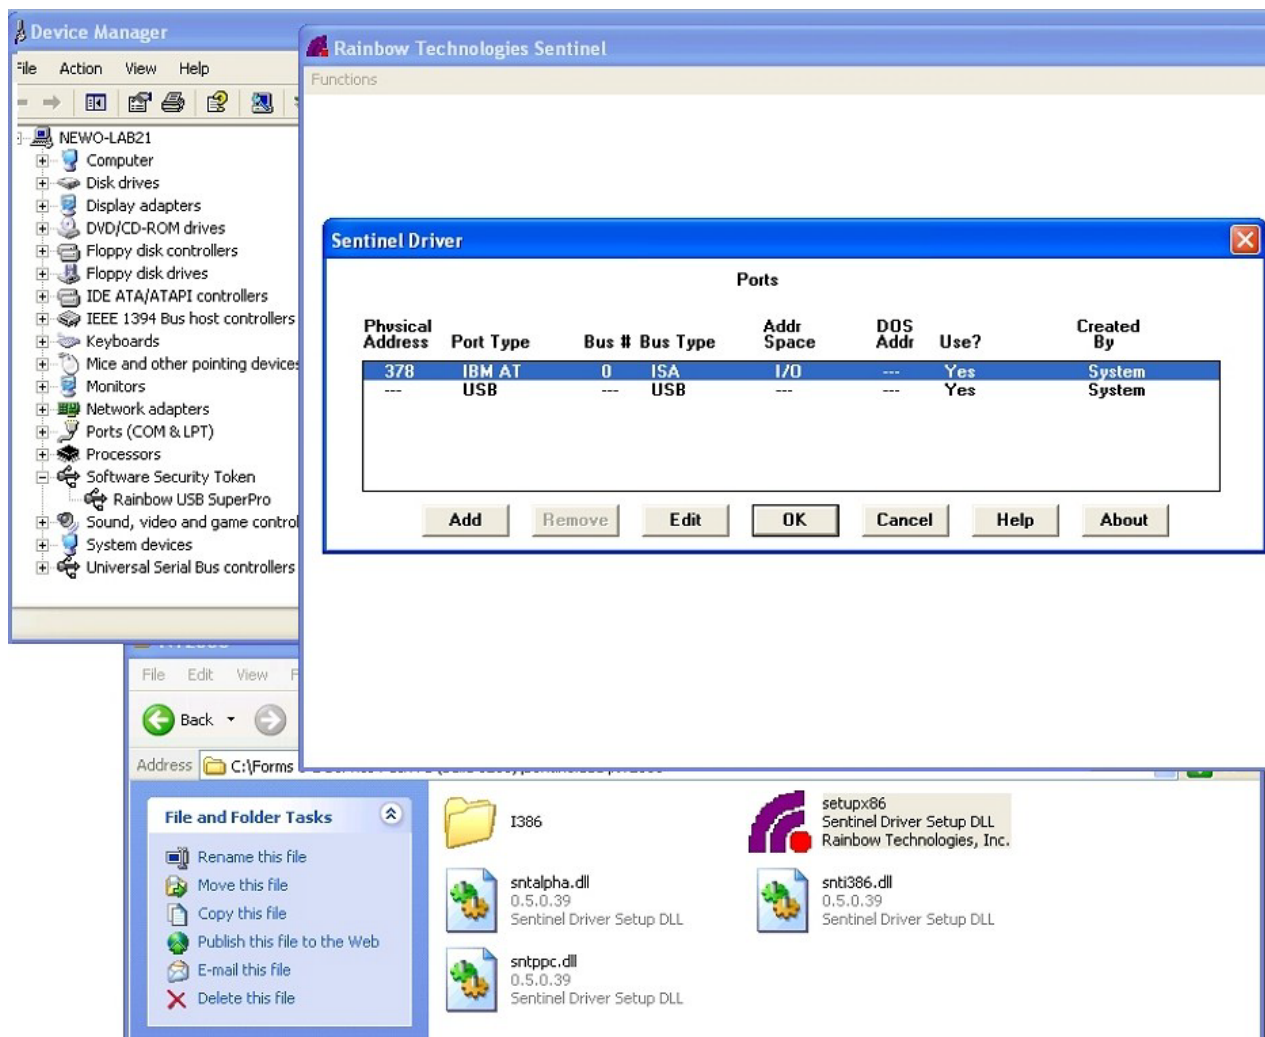 Device Manager
File Action View Help
NEWO-LAB21
Computer
Disk drives
Display adapters
DVD/CD-ROM drives
Floppy disk controllers
Floppy disk drives
IDE ATA/ATAPI controllers
IEEE 1394 Bus host controllers
Keyboards
Mice and other pointing devices
Monitors
Network adapters
Ports (COM & LPT)
Processors
Software Security Token
Rainbow USB SuperPro
Sound, video and game control
System devices
Universal Serial Bus controllers
Rainbow Technologies Sentinel
Functions
Sentinel Driver
Ports
Physical Address Port Type Bus # Bus Type Addr Space DOS Addr Use? Created By
378 IBM AT 0 ISA I/O --- Yes System
--- USB --- USB --- --- Yes System
Add Remove Edit OK Cancel Help About
File Edit View F
Back
Address C:\Forms
File and Folder Tasks
Rename this file
Move this file
Copy this file
Publish this file to the Web
E-mail this file
Delete this file
I386
setupx86
Sentinel Driver Setup DLL
Rainbow Technologies, Inc.
sntalpha.dll
0.5.0.39
Sentinel Driver Setup DLL
snti386.dll
0.5.0.39
Sentinel Driver Setup DLL
sntppc.dll
0.5.0.39
Sentinel Driver Setup DLL